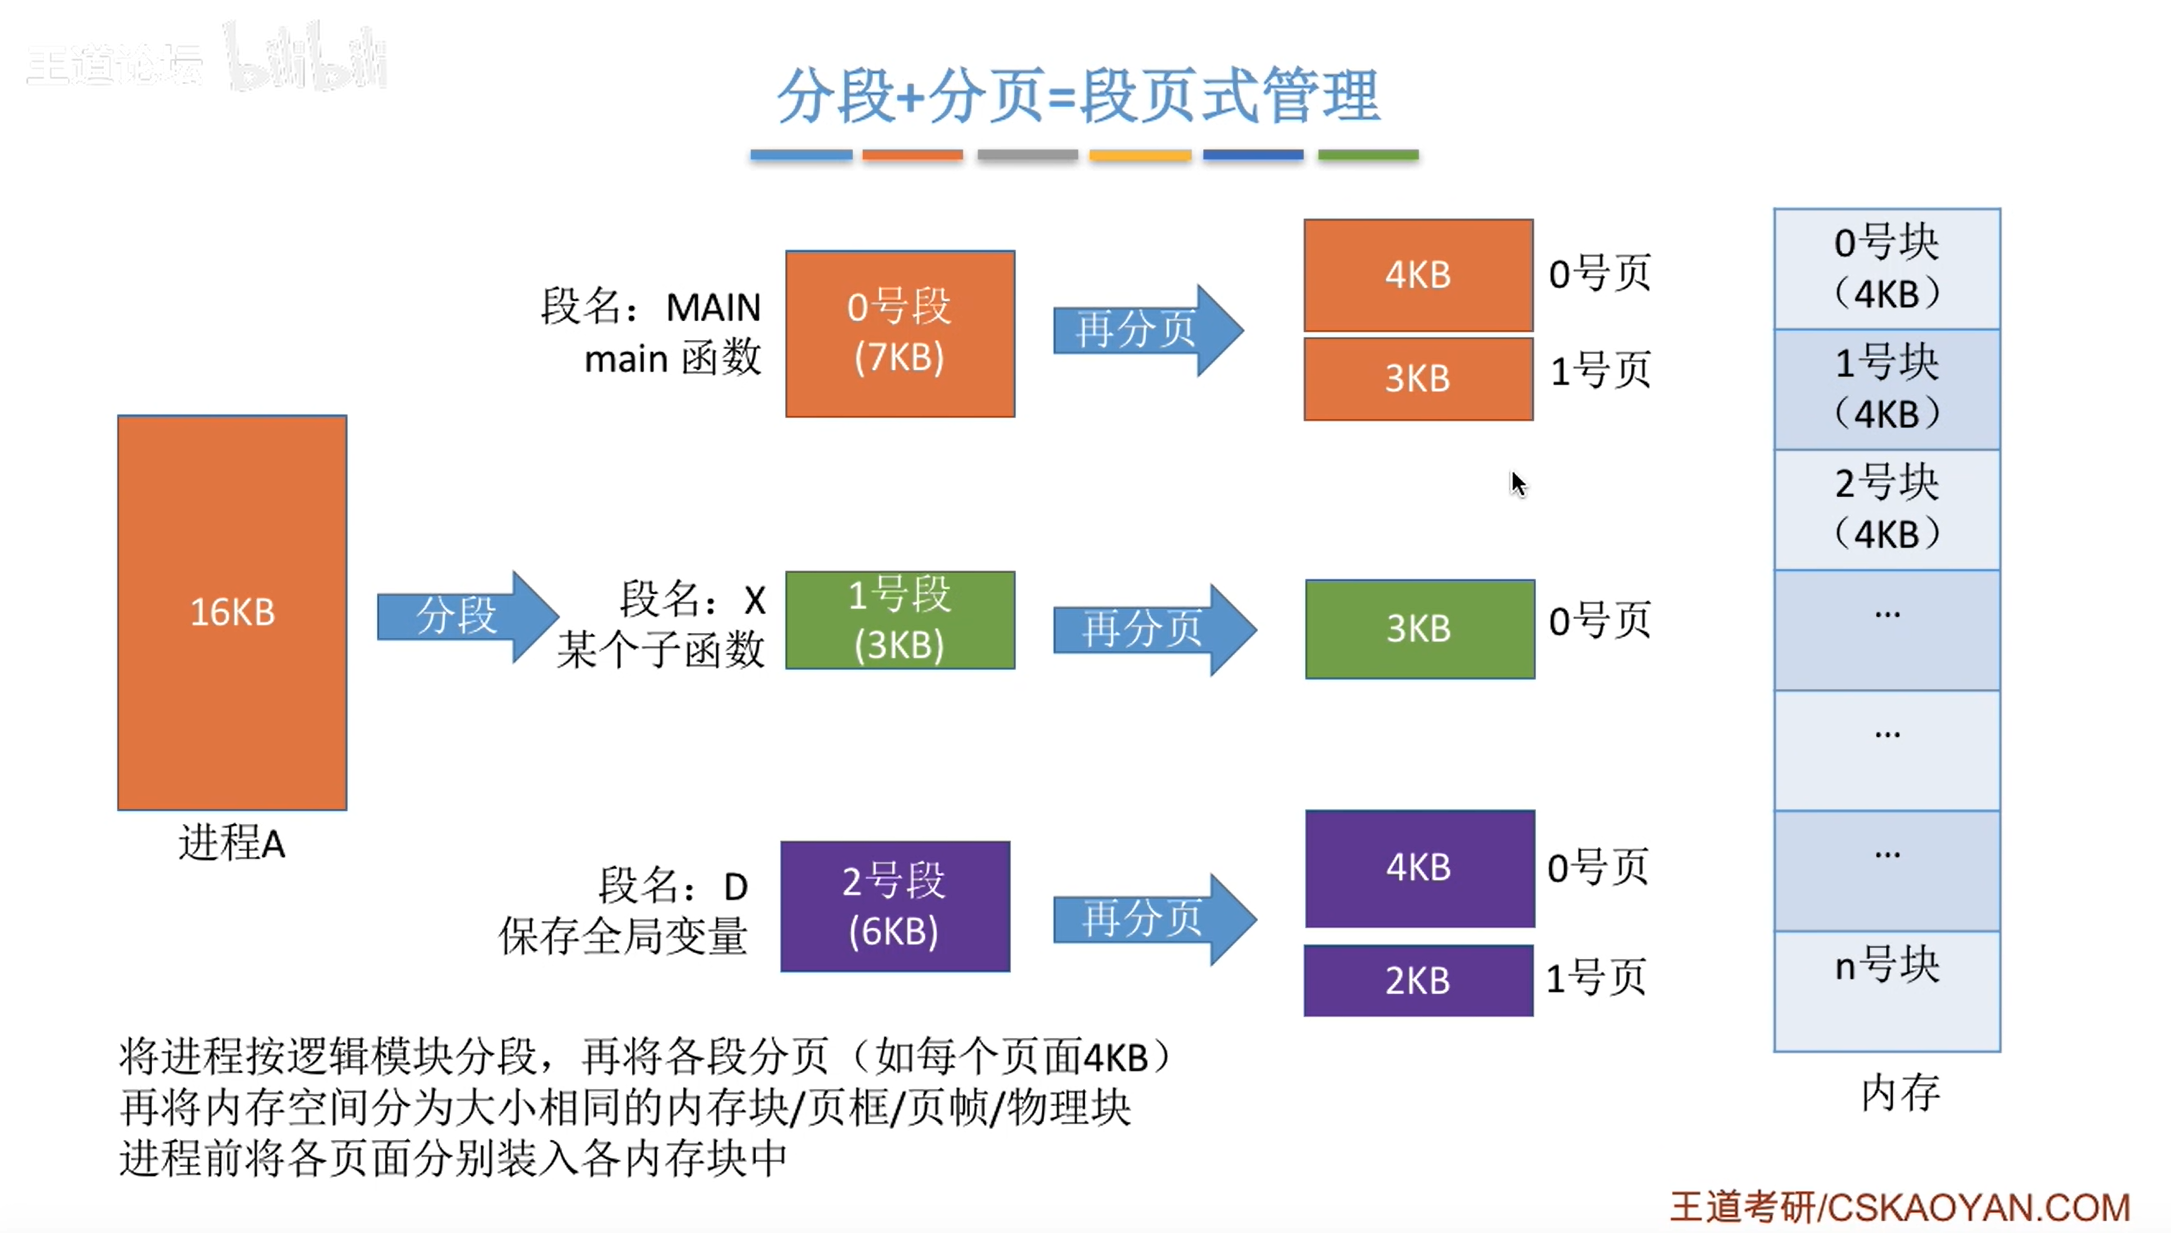 王道论坛 bilibili
分段+分页=段页式管理
段名：MAIN
main 函数
0号段
(7KB)
再分页
4KB
0号页
3KB
1号页
16KB
进程A
分段
段名：X
某个子函数
1号段
(3KB)
再分页
3KB
0号页
段名：D
保存全局变量
2号段
(6KB)
再分页
4KB
0号页
2KB
1号页
0号块
（4KB）
1号块
（4KB）
2号块
（4KB）
...
...
...
n号块
内存
将进程按逻辑模块分段，再将各段分页（如每个页面4KB）
再将内存空间分为大小相同的内存块/页框/页帧/物理块
进程前将各页面分别装入各内存块中
王道考研/CSKAOYAN.COM